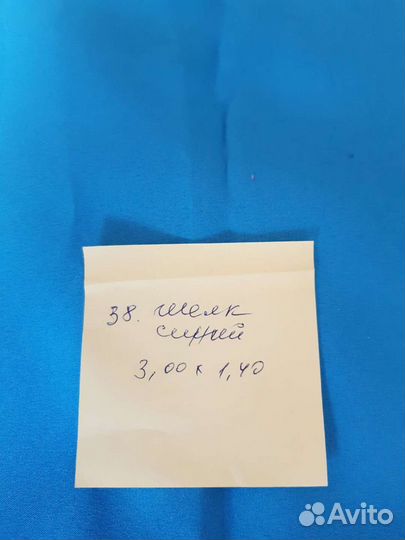 38. шелк
синий
3,00 x 1,40
Avito